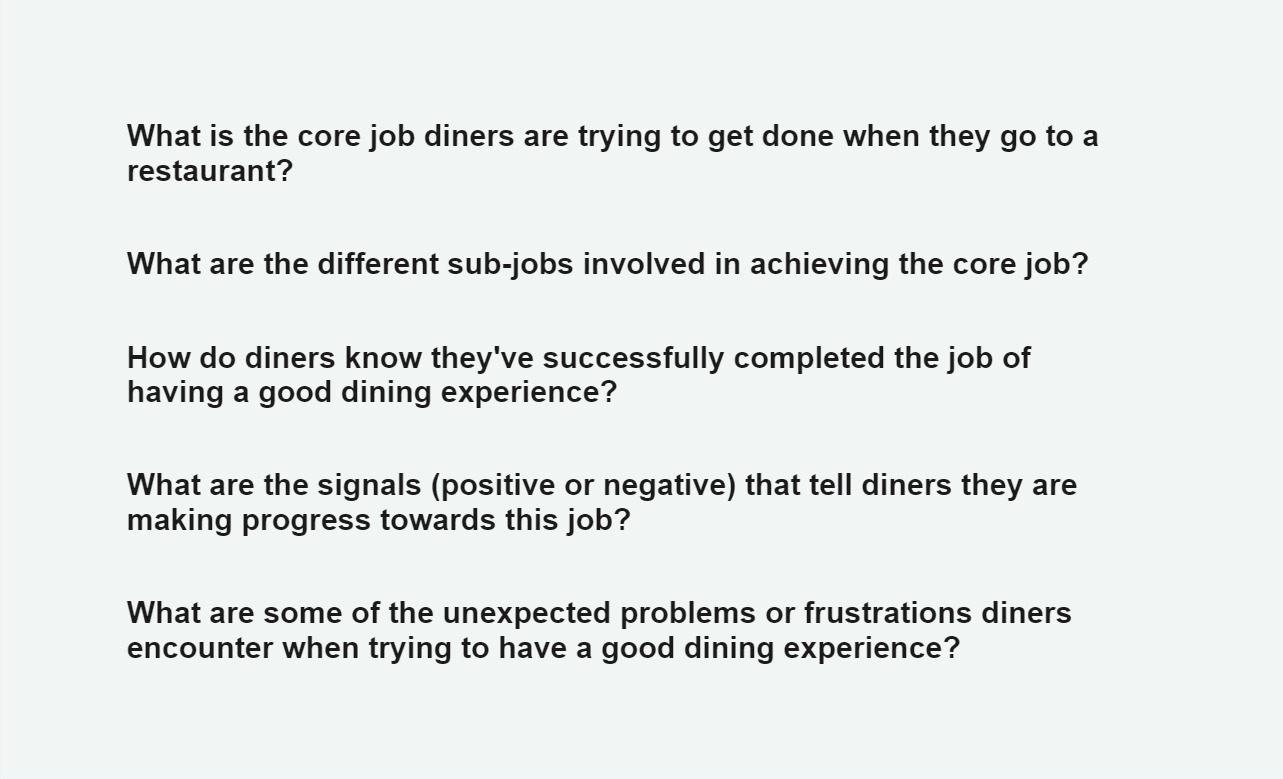 What is the core job diners are trying to get done when they go to a
restaurant?
What are the different sub-jobs involved in achieving the core job?
How do diners know they've successfully completed the job of
having a good dining experience?
What are the signals (positive or negative) that tell diners they are
making progress towards this job?
What are some of the unexpected problems or frustrations diners
encounter when trying to have a good dining experience?